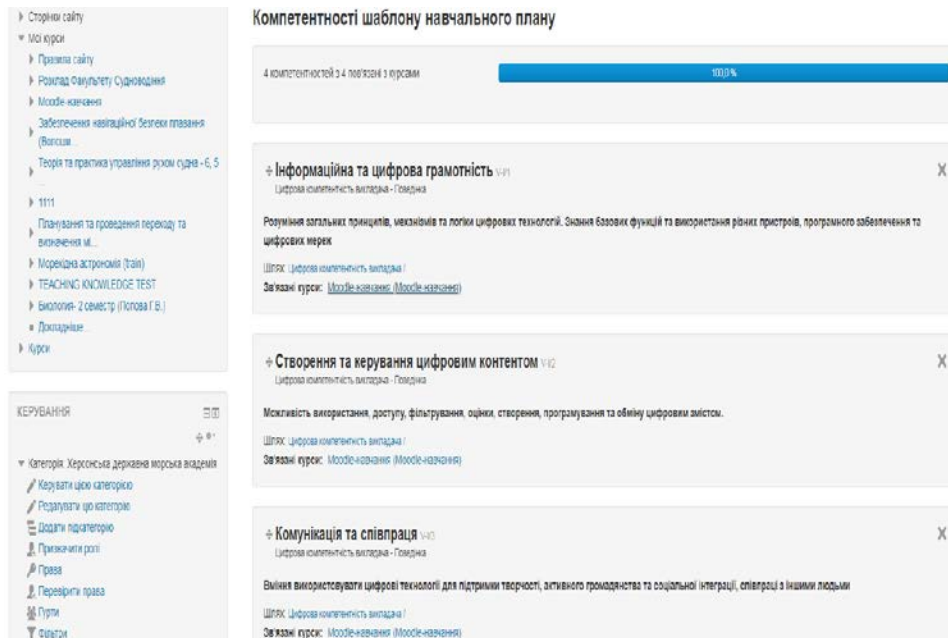 Сторінки сайту
Мої курси
Правила сайту
Розклад Факультету Судноводіння
Moodle-навчання
Забезпечення навігаційної безпеки плавання
(Волоши...
Теорія та практика управління рухом судна - 6, 5
...
1111
Планування та проведення переходу та
визначення мі...
Морехідна астрономія (train)
TEACHING KNOWLEDGE TEST
Биология- 2 семестр (Попова Г.В.)
Докладніше...
Курси
КЕРУВАННЯ
Категорія: Херсонська державна морська академія
Керувати цією категорією
Редагувати цю категорію
Додати підкатегорію
Призначити ролі
Права
Перевірити права
Гурти
Фільтри
Компетентності шаблону навчального плану
4 компетентностей з 4 пов'язані з курсами
100,0 %
Інформаційна та цифрова грамотність
Цифрова компетентність викладача - Поведінка
Розуміння загальних принципів, механізмів та логіки цифрових технологій. Знання базових функцій та використання різних пристроїв, програмного забезпечення та
цифрових мереж
Шлях: Цифрова компетентність викладача /
Зв'язані курси: Moodle-навчання (Moodle-навчання)
Створення та керування цифровим контентом
Цифрова компетентність викладача - Поведінка
Можливість використання, доступу, фільтрування, оцінки, створення, програмування та обміну цифровим змістом.
Шлях: Цифрова компетентність викладача /
Зв'язані курси: Moodle-навчання (Moodle-навчання)
Комунікація та співпраця
Цифрова компетентність викладача - Поведінка
Вміння використовувати цифрові технології для підтримки творчості, активного громадянства та соціальної інтеграції, співпраці з іншими людьми
Шлях: Цифрова компетентність викладача /
Зв'язані курси: Moodle-навчання (Moodle-навчання)